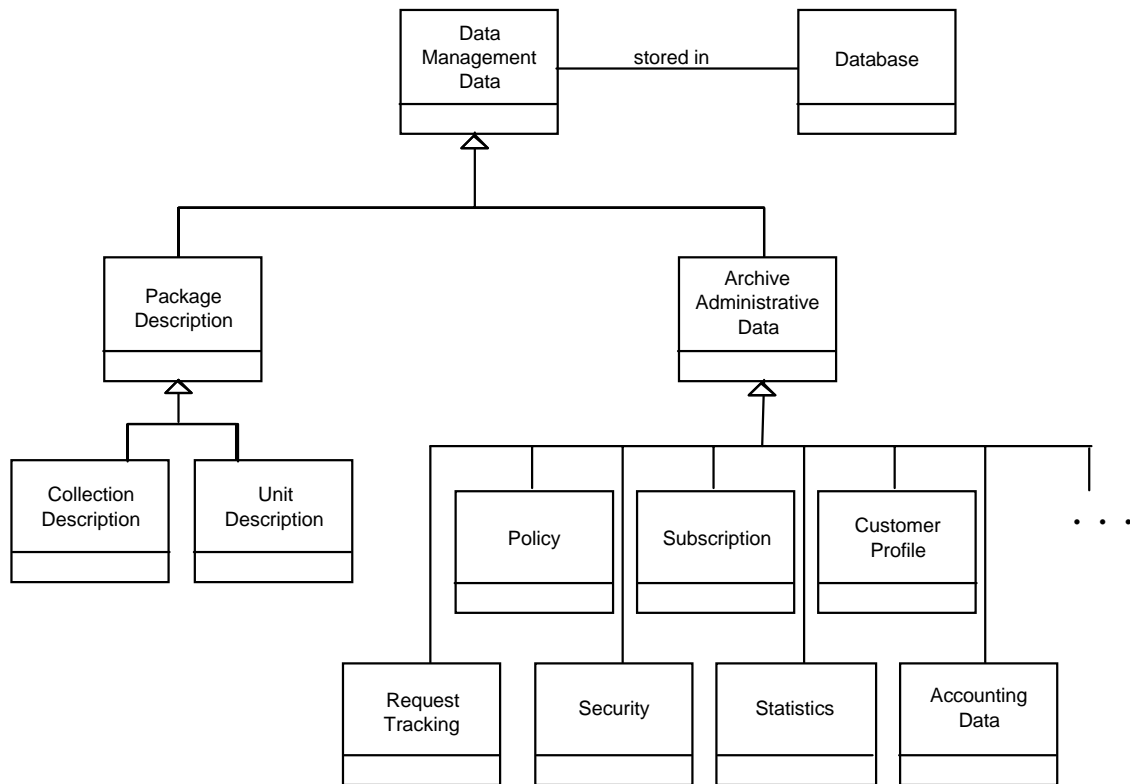 Data
Management
Data
stored in
Database
Package
Description
Archive
Administrative
Data
Collection
Description
Unit
Description
Policy
Subscription
Customer
Profile
. . .
Request
Tracking
Security
Statistics
Accounting
Data